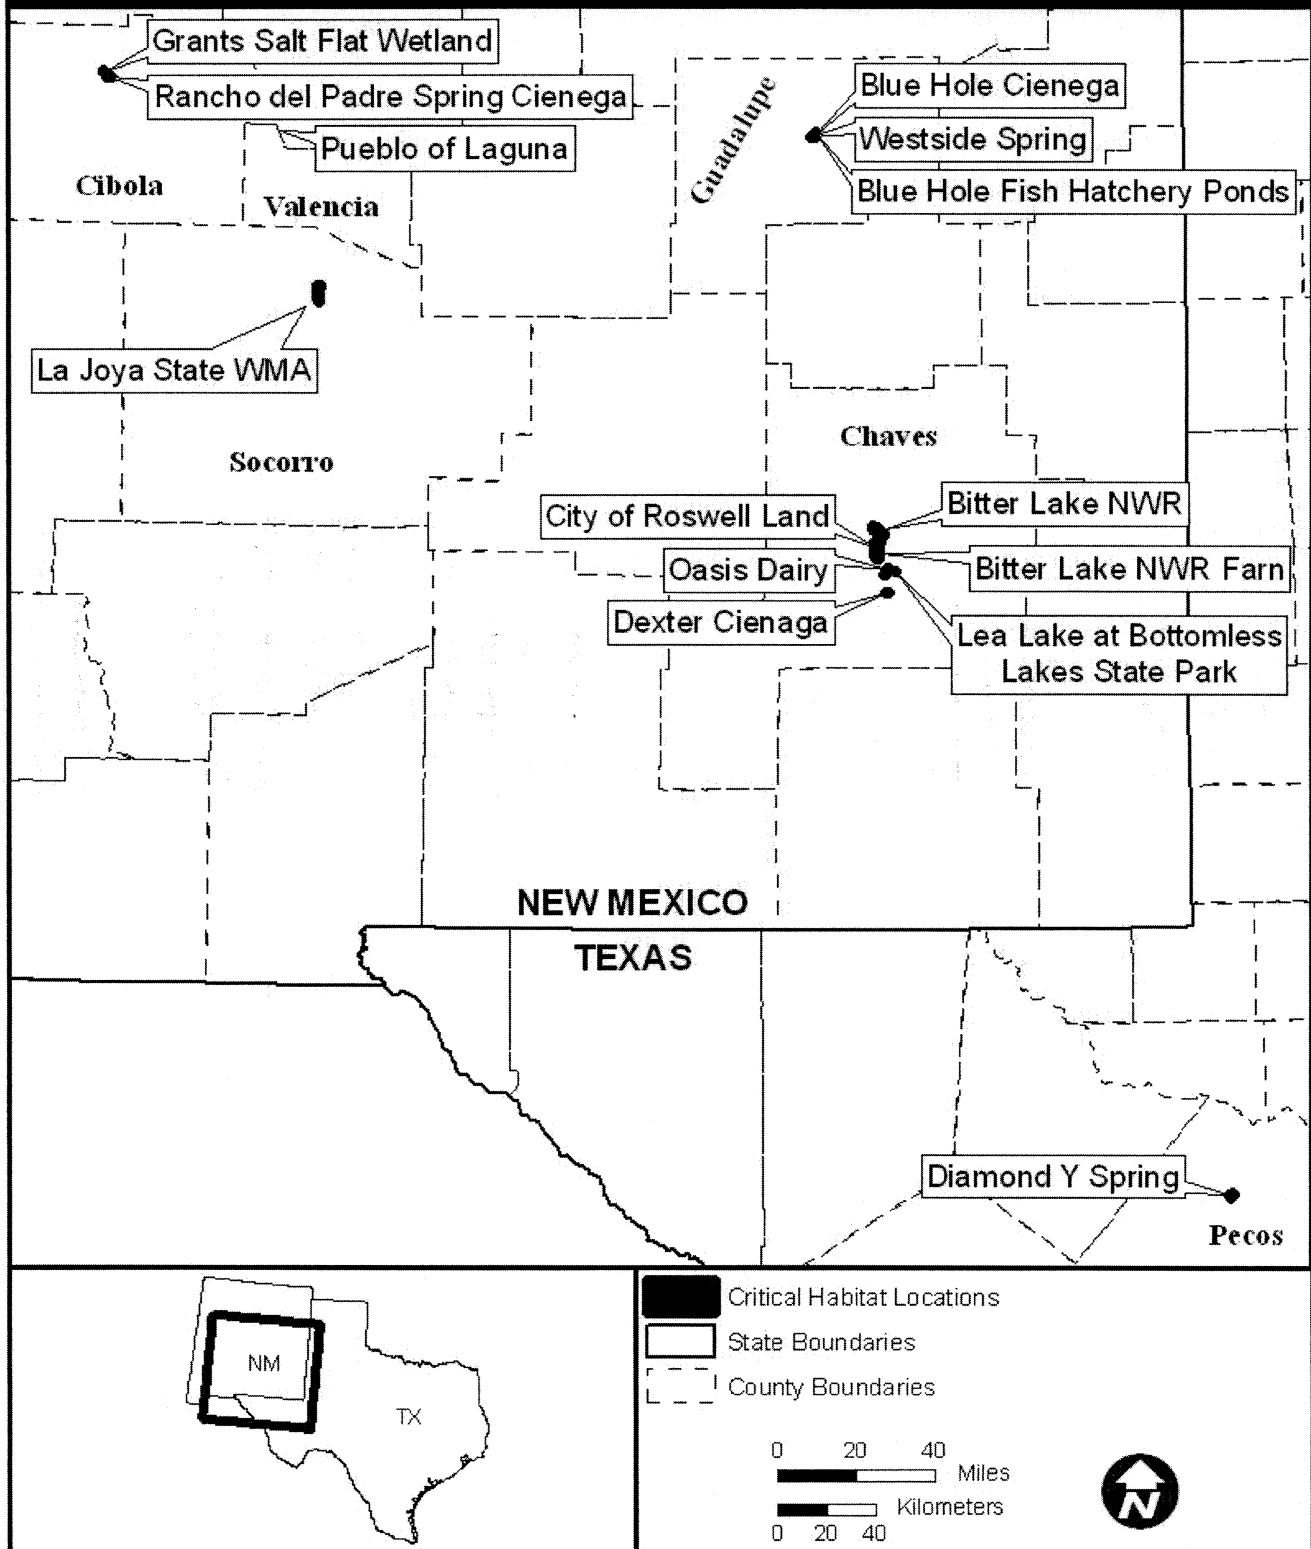 Grants Salt Flat Wetland
Rancho del Padre Spring Cienega
Pueblo of Laguna
Cibola
Valencia
Guadalupe
Blue Hole Cienega
Westside Spring
Blue Hole Fish Hatchery Ponds
La Joya State WMA
Socorro
Chaves
City of Roswell Land
Bitter Lake NWR
Oasis Dairy
Bitter Lake NWR Farn
Dexter Cienaga
Lea Lake at Bottomless
Lakes State Park
NEW MEXICO
TEXAS
Diamond Y Spring
Pecos
NM
TX
Critical Habitat Locations
State Boundaries
County Boundaries
0 20 40
Miles
Kilometers
0 20 40
N